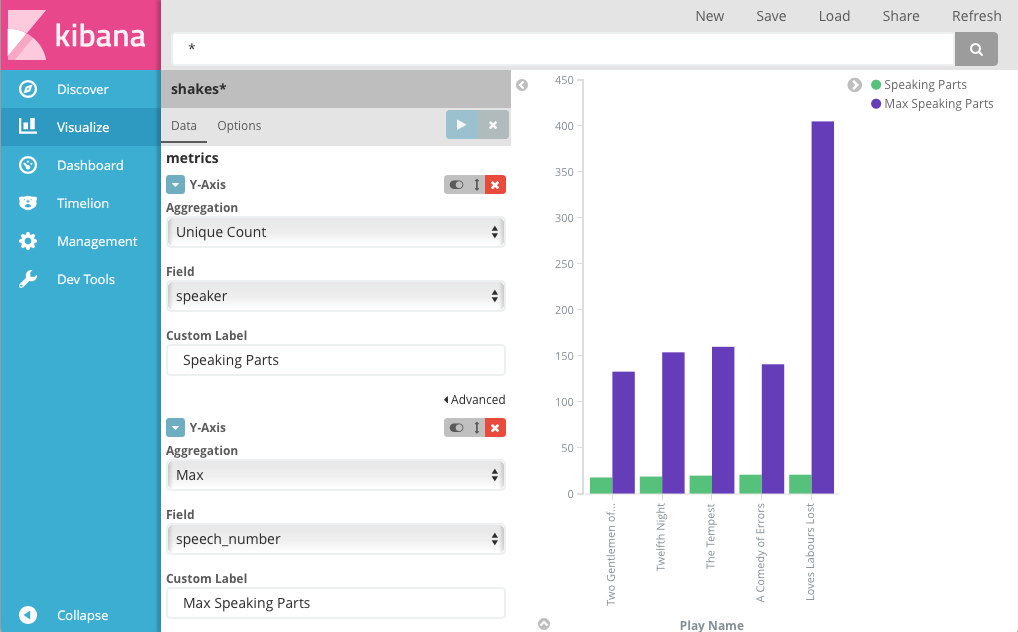 kibana
New Save Load Share Refresh
*
Discover
Visualize
Dashboard
Timelion
Management
Dev Tools
Collapse
shakes*
Data Options
metrics
Y-Axis
Aggregation
Unique Count
Field
speaker
Custom Label
Speaking Parts
Advanced
Y-Axis
Aggregation
Max
Field
speech_number
Custom Label
Max Speaking Parts
450
400
350
300
250
200
150
100
50
0
Two Gentlemen of...
Twelfth Night
The Tempest
A Comedy of Errors
Loves Labours Lost
Play Name
Speaking Parts
Max Speaking Parts